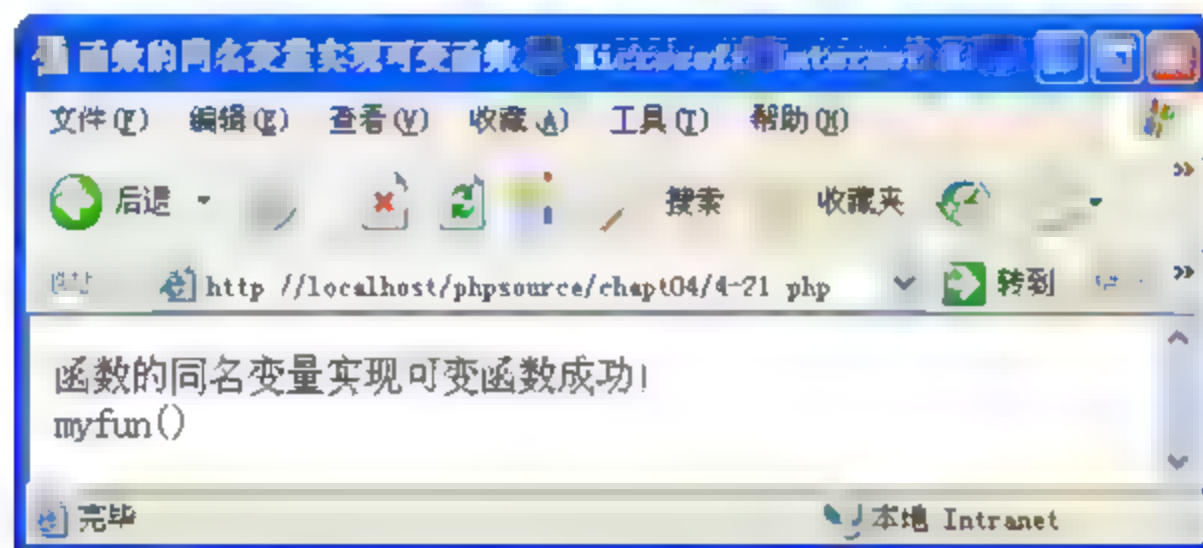 函数的同名变量实现可变函数
文件(F) 编辑(E) 查看(V) 收藏(A) 工具(T) 帮助(H)
后退 搜索 收藏夹
http //localhost/phpsource/chapt04/4-21 php 转到
函数的同名变量实现可变函数成功!
myfun()
完毕 本地 Intranet